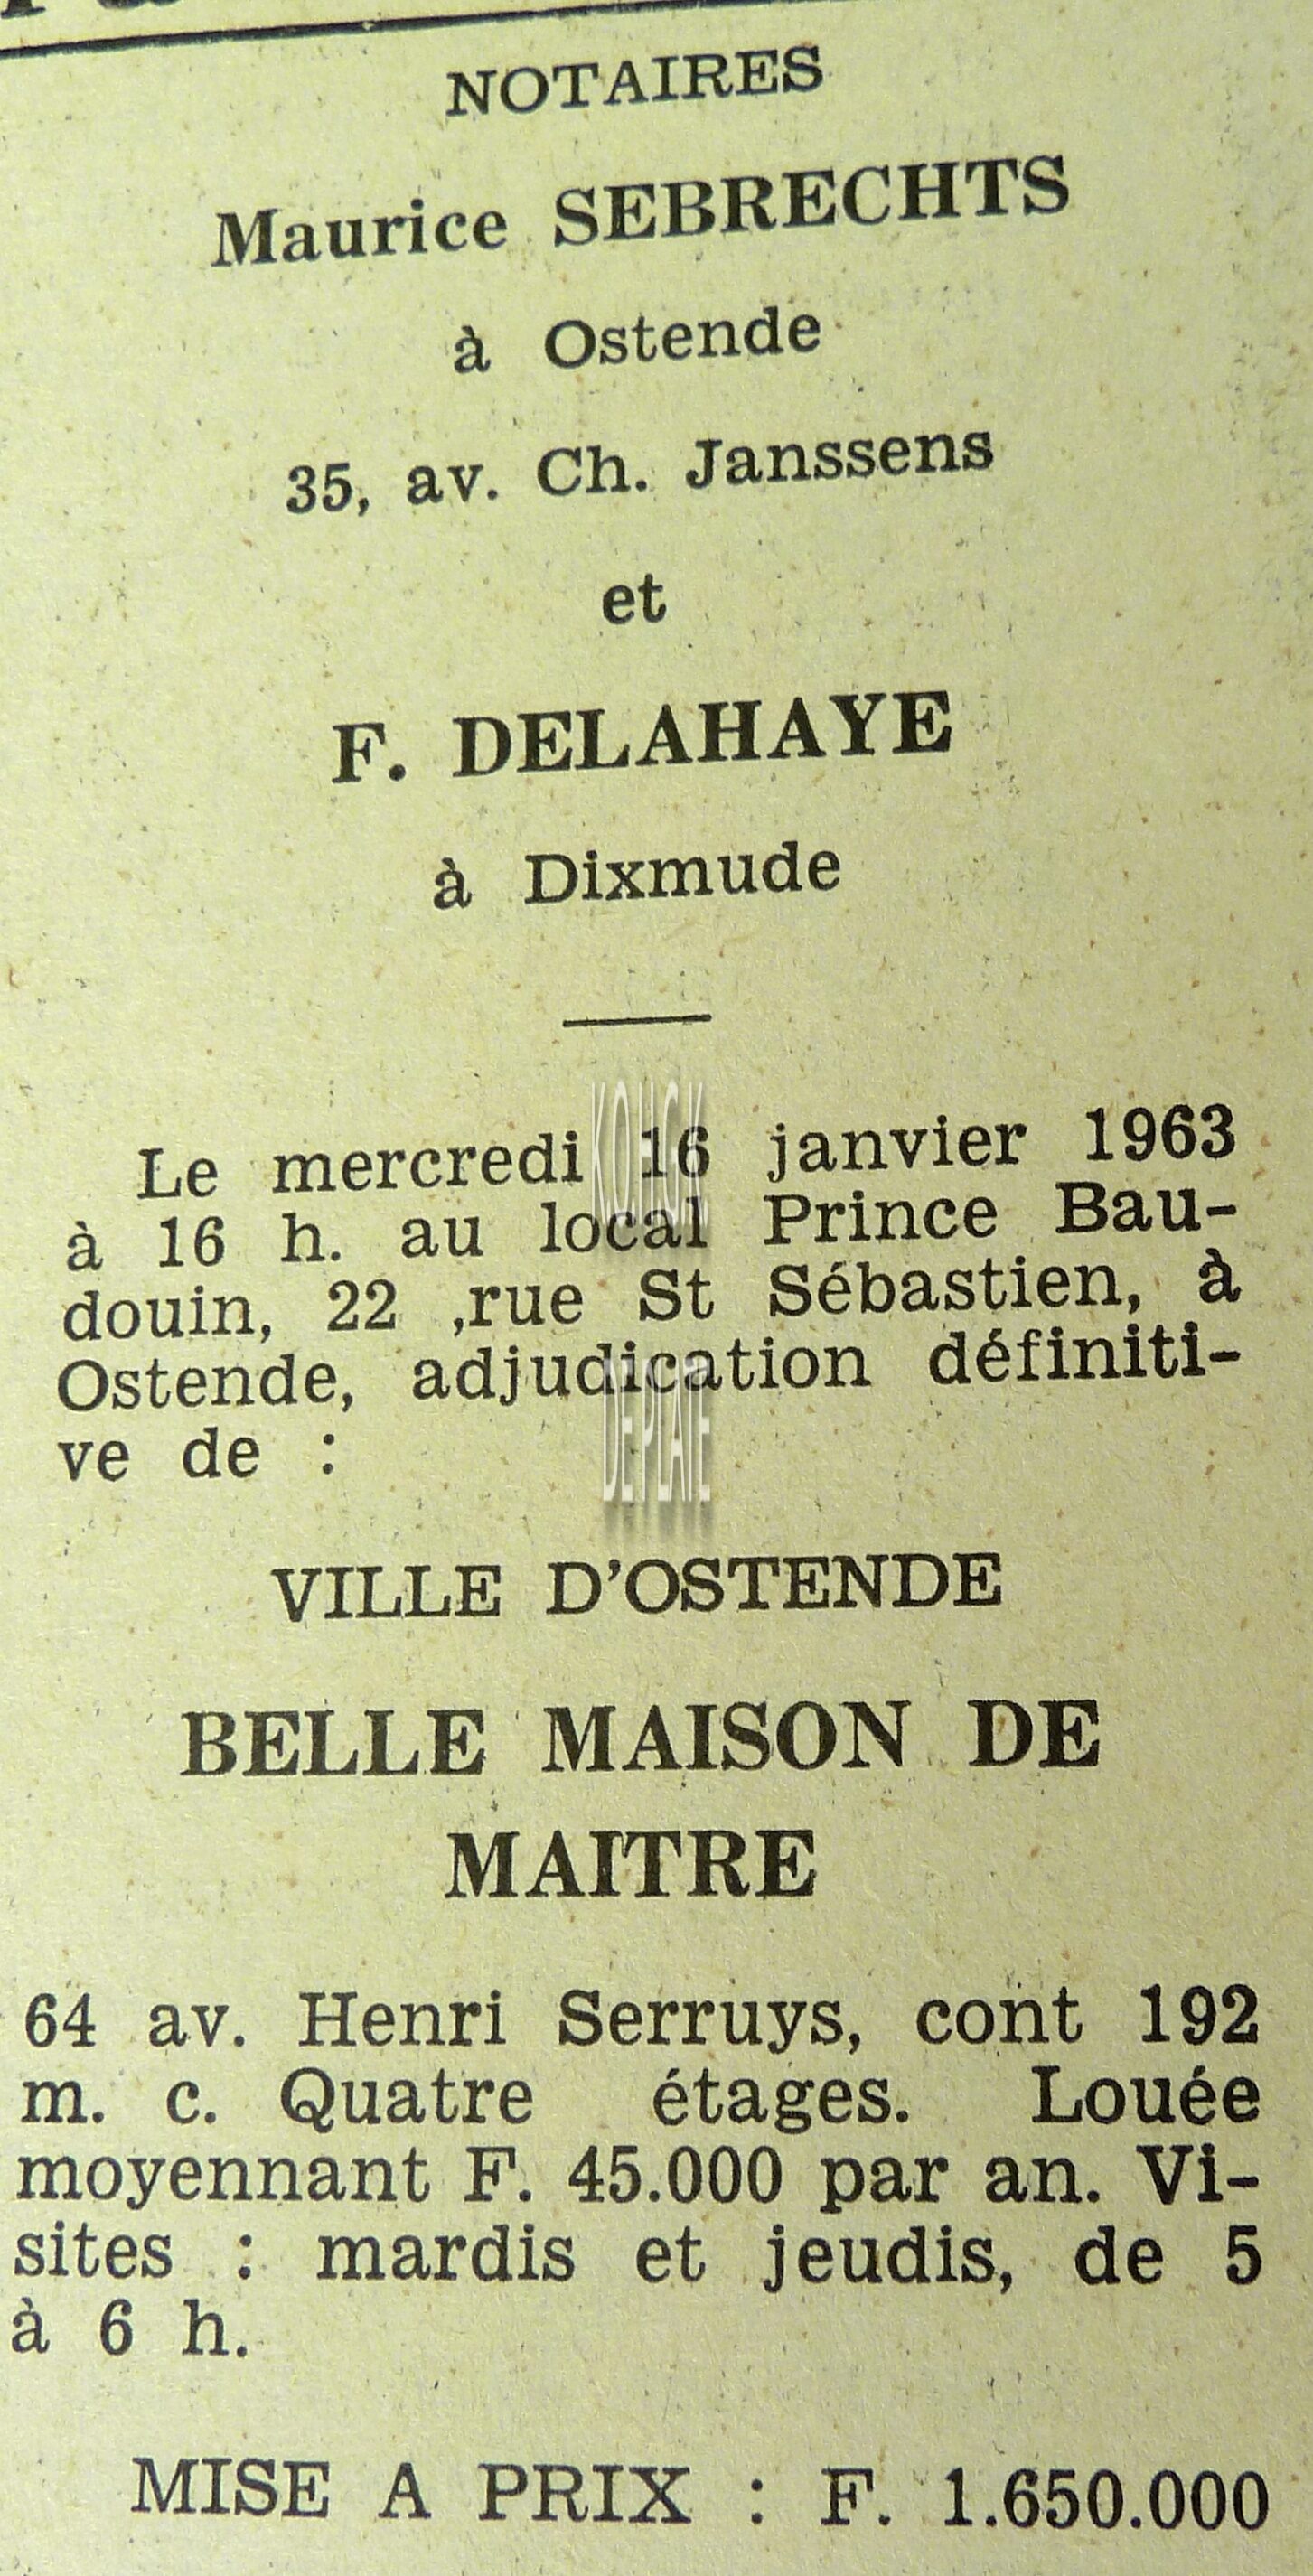 NOTAIRES
Maurice SEBRECHTS
à Ostende
35, av. Ch. Janssens
et
F. DELAHAYE
à Dixmude
Le mercredi 16 janvier 1963
à 16 h. au local Prince Bau-
douin, 22 ,rue St Sébastien, à
Ostende, adjudication définiti-
ve de :
VILLE D'OSTENDE
BELLE MAISON DE
MAITRE
64 av. Henri Serruys, cont 192
m. c. Quatre étages. Louée
moyennant F. 45.000 par an. Vi-
sites : mardis et jeudis, de 5
à 6 h.
MISE A PRIX : F. 1.650.000
DE PLATE